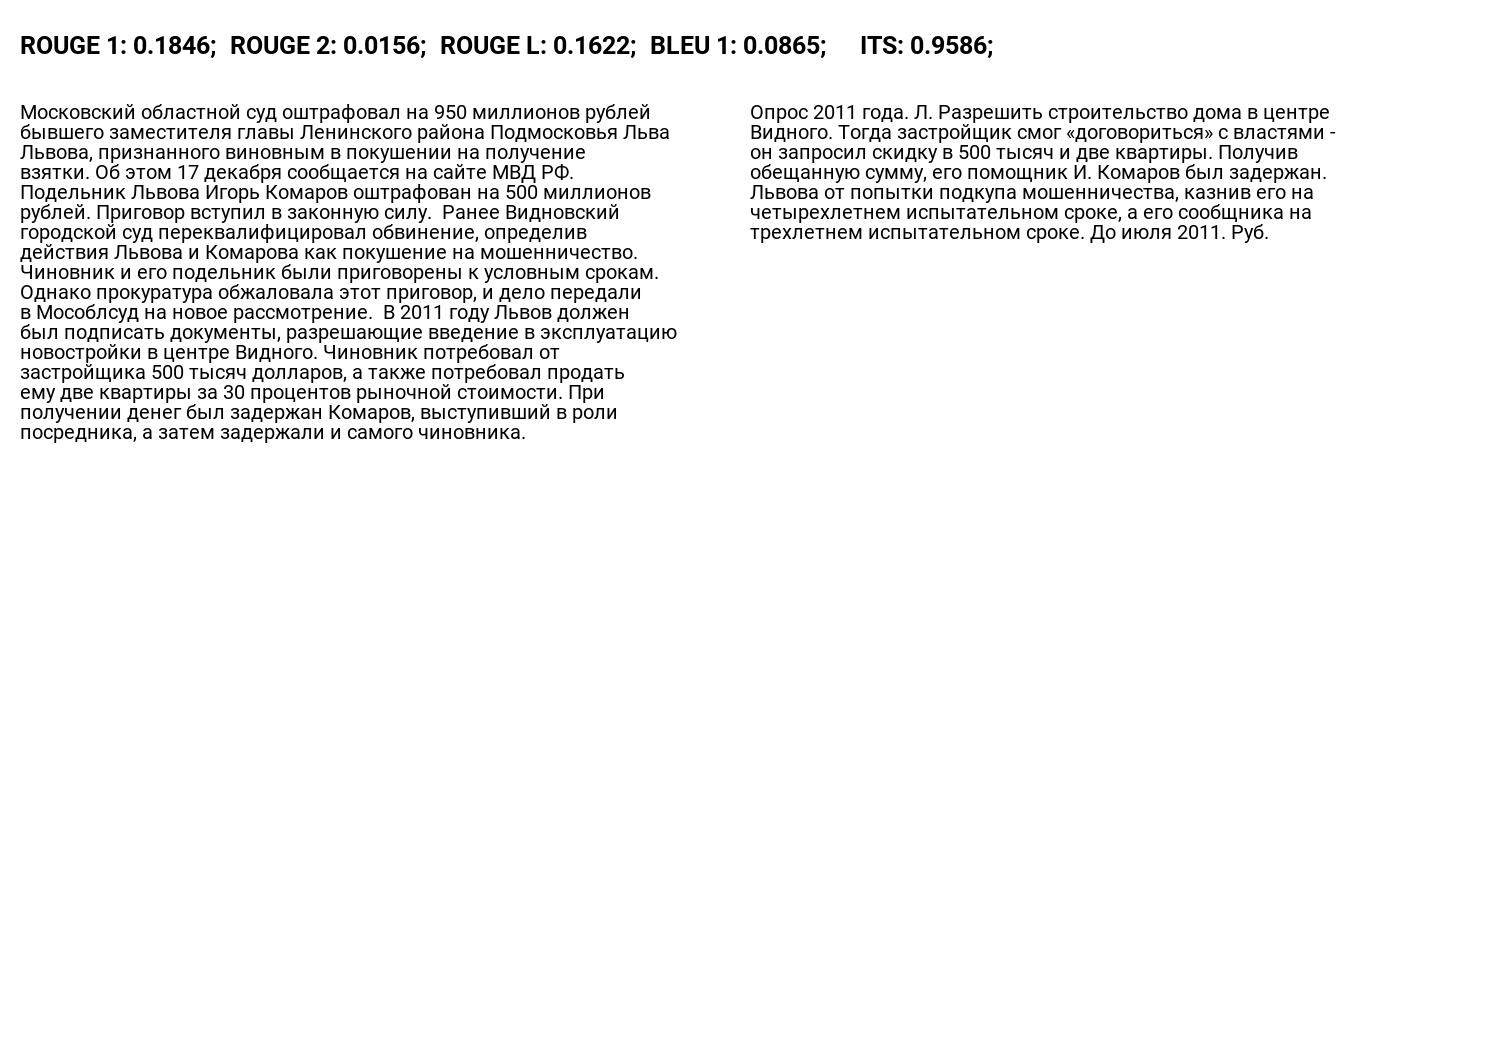 ROUGE 1: 0.1846;  ROUGE 2: 0.0156;  ROUGE L: 0.1622;  BLEU 1: 0.0865;     ITS: 0.9586;
Московский областной суд оштрафовал на 950 миллионов рублей
бывшего заместителя главы Ленинского района Подмосковья Льва
Львова, признанного виновным в покушении на получение
взятки. Об этом 17 декабря сообщается на сайте МВД РФ.
Подельник Львова Игорь Комаров оштрафован на 500 миллионов
рублей. Приговор вступил в законную силу.  Ранее Видновский
городской суд переквалифицировал обвинение, определив
действия Львова и Комарова как покушение на мошенничество.
Чиновник и его подельник были приговорены к условным срокам.
Однако прокуратура обжаловала этот приговор, и дело передали
в Мособлсуд на новое рассмотрение.  В 2011 году Львов должен
был подписать документы, разрешающие введение в эксплуатацию
новостройки в центре Видного. Чиновник потребовал от
застройщика 500 тысяч долларов, а также потребовал продать
ему две квартиры за 30 процентов рыночной стоимости. При
получении денег был задержан Комаров, выступивший в роли
посредника, а затем задержали и самого чиновника.
Опрос 2011 года. Л. Разрешить строительство дома в центре
Видного. Тогда застройщик смог «договориться» с властями -
он запросил скидку в 500 тысяч и две квартиры. Получив
обещанную сумму, его помощник И. Комаров был задержан.
Львова от попытки подкупа мошенничества, казнив его на
четырехлетнем испытательном сроке, а его сообщника на
трехлетнем испытательном сроке. До июля 2011. Руб.